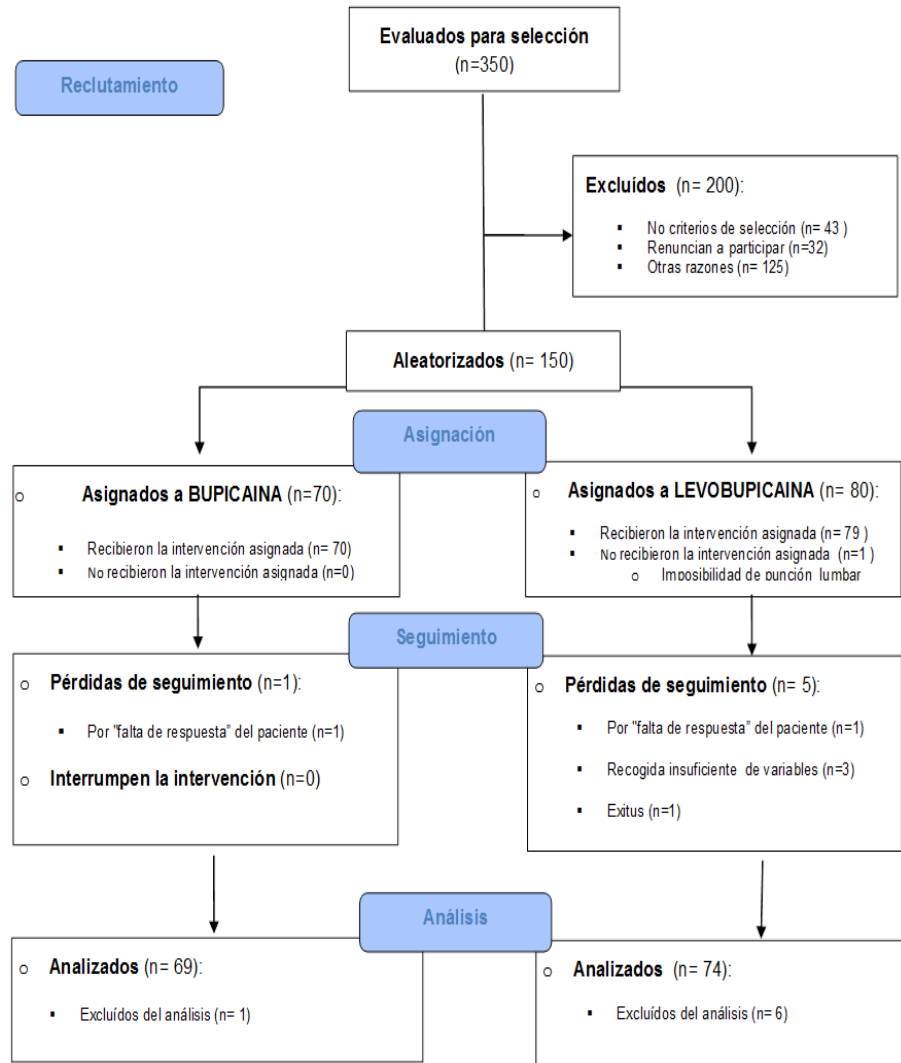 Evaluados para selección
(n=350)
Reclutamiento
Excluídos (n= 200):
▪ No criterios de selección (n= 43 )
▪ Renuncian a participar (n=32)
▪ Otras razones (n= 125)
Aleatorizados (n= 150)
Asignación
o Asignados a BUPICAINA (n=70):
▪ Recibieron la intervención asignada (n= 70)
▪ No recibieron la intervención asignada (n=0)
o Asignados a LEVOBUPICAINA (n= 80):
▪ Recibieron la intervención asignada (n= 79 )
▪ No recibieron la intervención asignada (n=1 )
o Imposibilidad de punción lumbar
Seguimiento
o Pérdidas de seguimiento (n=1):
▪ Por "falta de respuesta” del paciente (n=1)
o Interrumpen la intervención (n=0)
o Pérdidas de seguimiento (n= 5):
▪ Por "falta de respuesta” del paciente (n=1)
▪ Recogida insuficiente de variables (n=3)
▪ Exitus (n=1)
Análisis
o Analizados (n= 69):
▪ Excluídos del análisis (n= 1)
o Analizados (n= 74):
▪ Excluídos del análisis (n= 6)